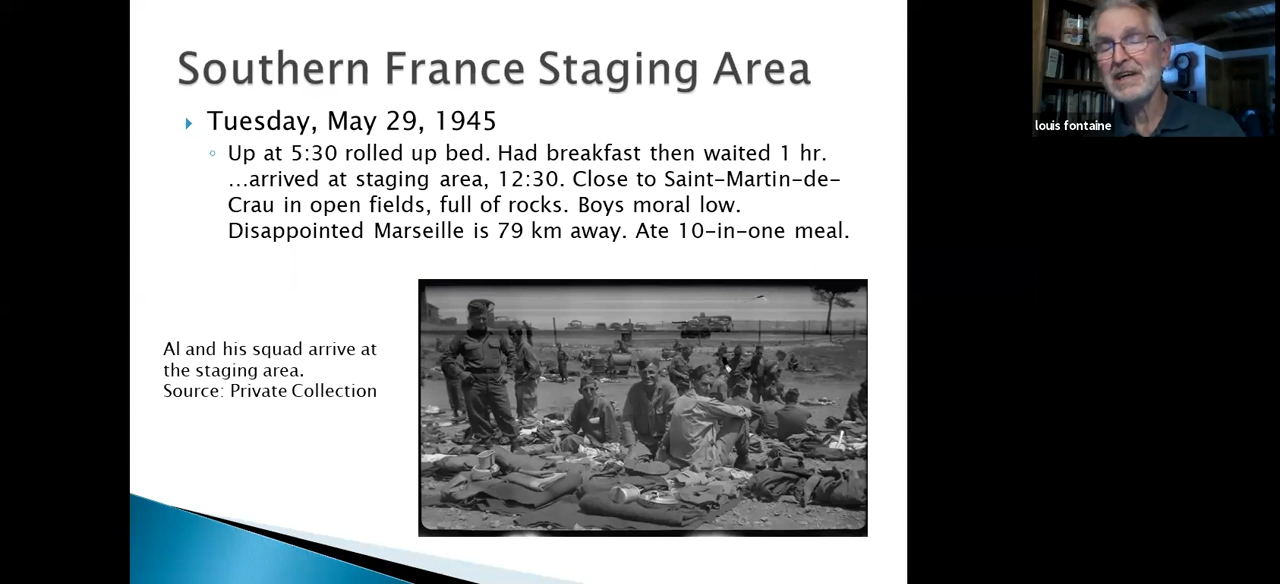 Southern France Staging Area
Tuesday, May 29, 1945
Up at 5:30 rolled up bed. Had breakfast then waited 1 hr.
…arrived at staging area, 12:30. Close to Saint-Martin-de-
Crau in open fields, full of rocks. Boys moral low.
Disappointed Marseille is 79 km away. Ate 10-in-one meal.
Al and his squad arrive at
the staging area.
Source: Private Collection
louis fontaine